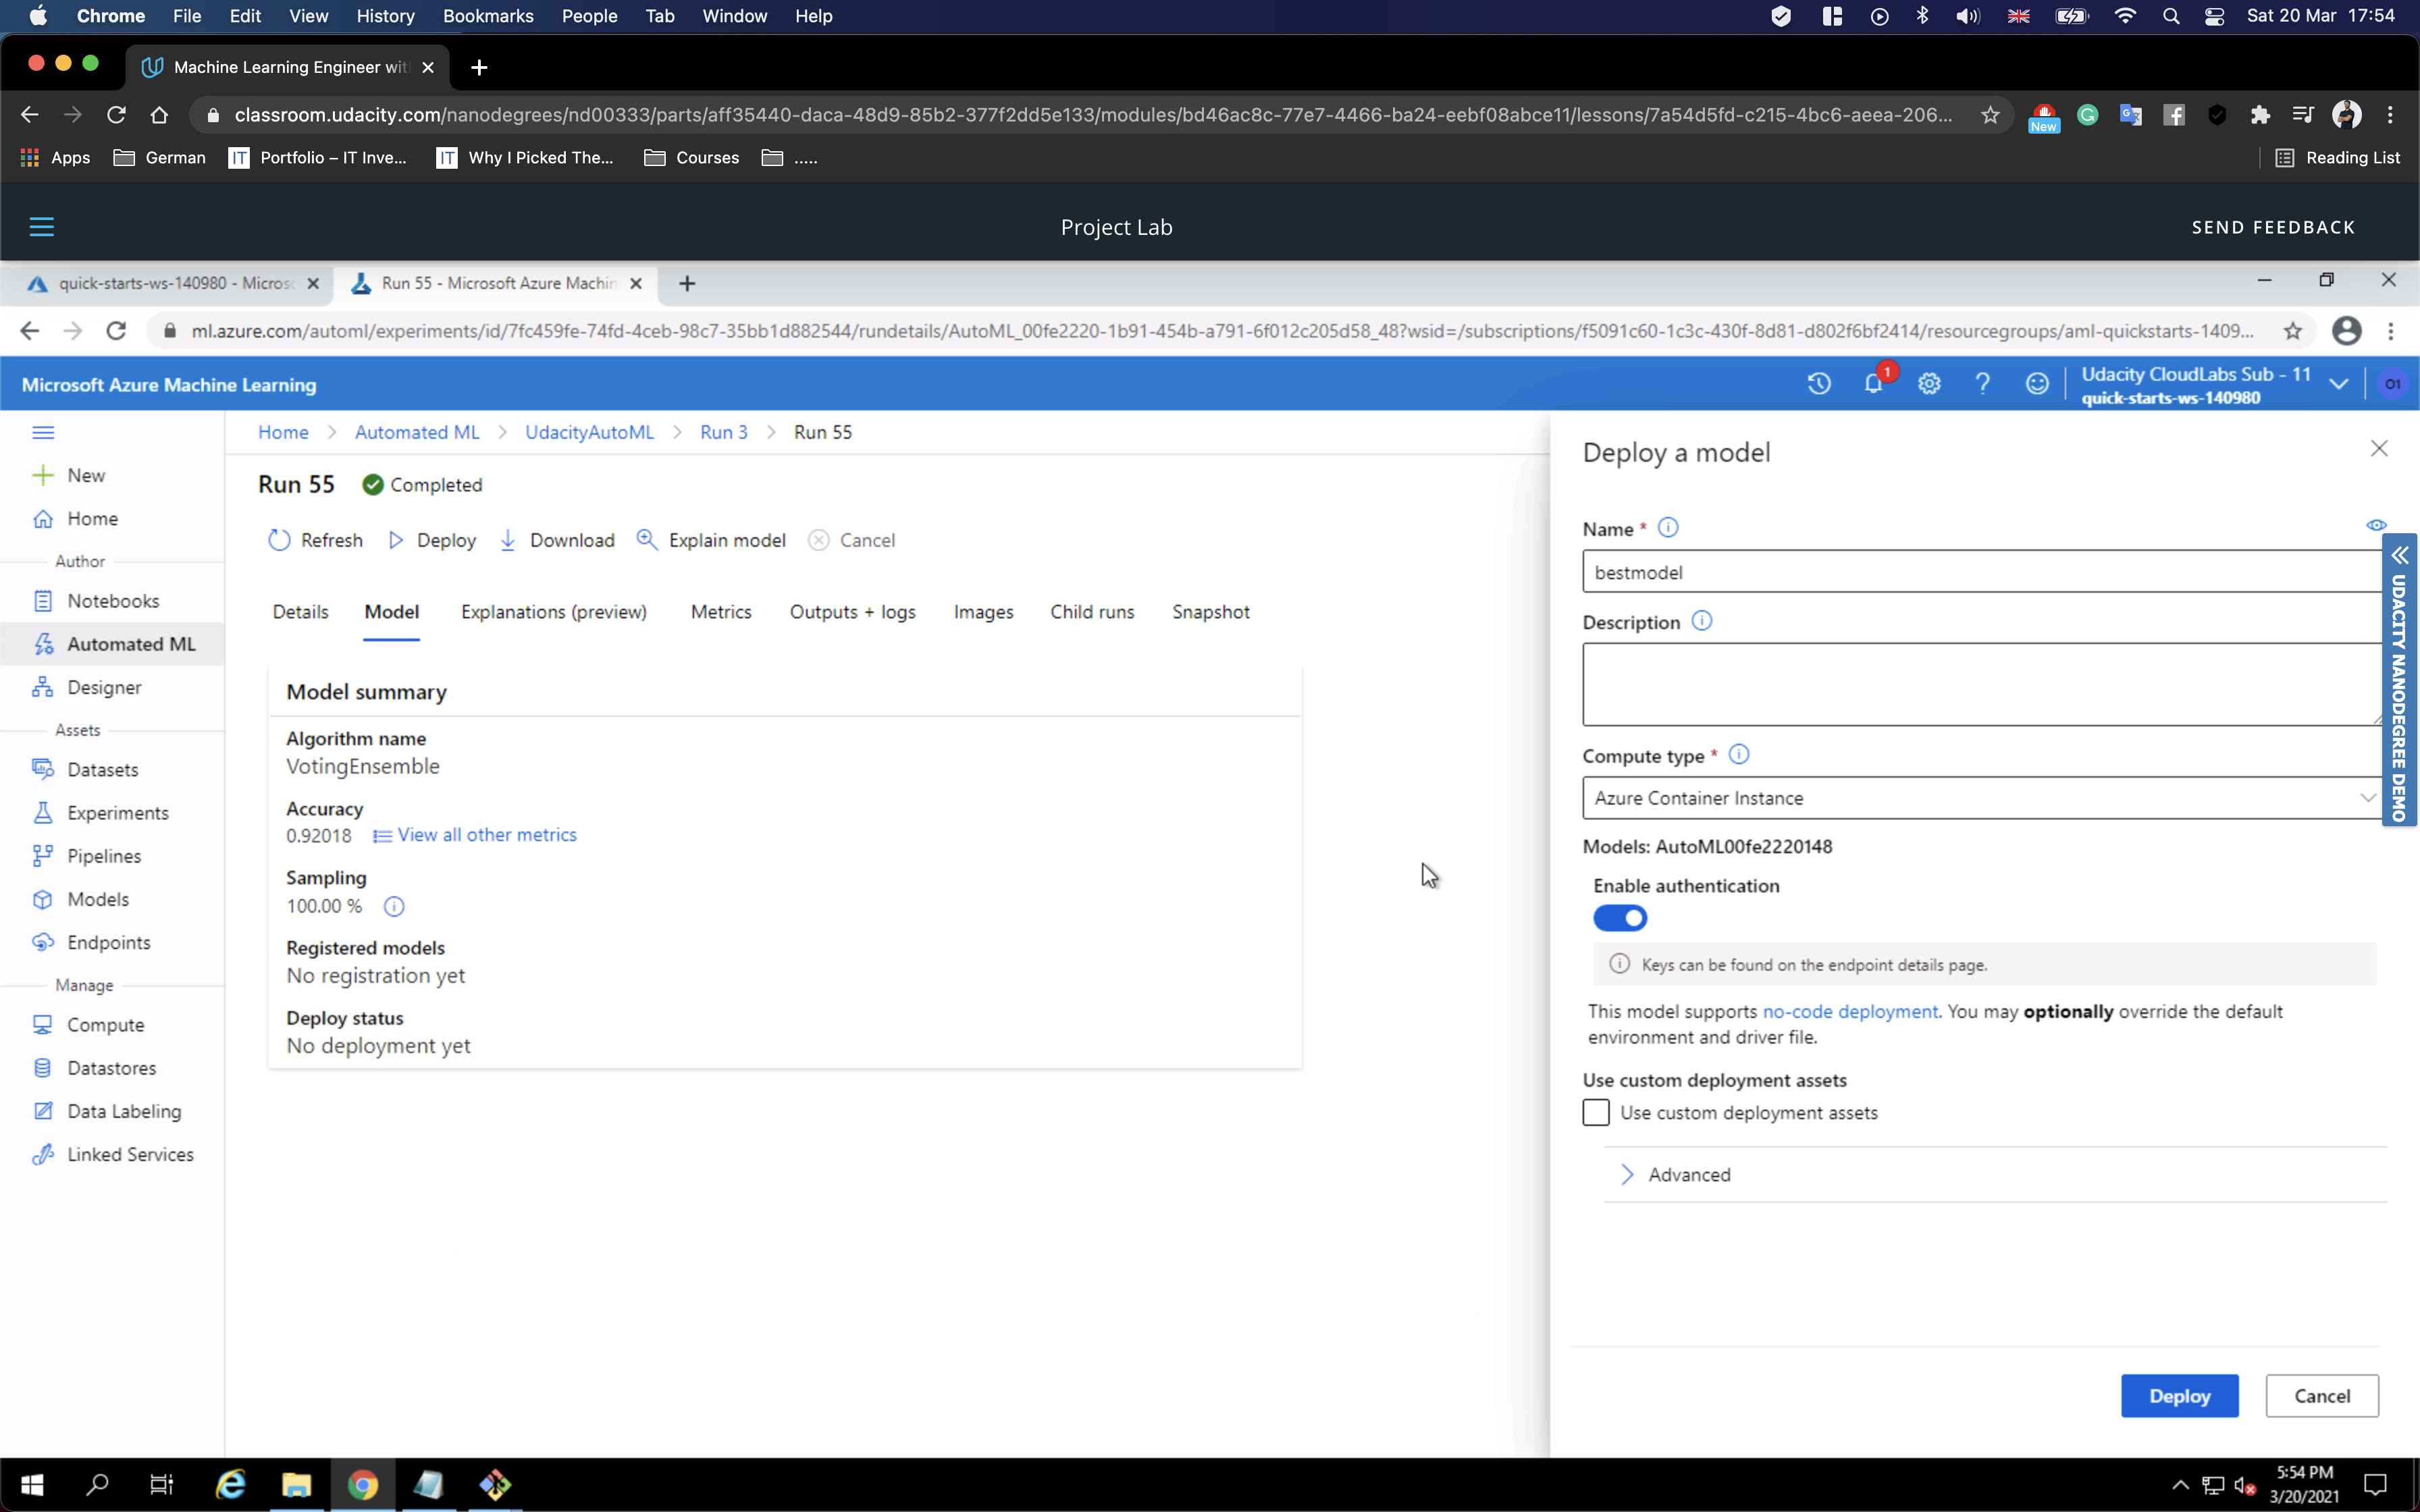 Chrome File Edit View History Bookmarks People Tab Window Help Sat 20 Mar 17:54
Machine Learning Engineer wit
classroom.udacity.com/nanodegrees/nd00333/parts/aff35440-daca-48d9-85b2-377f2dd5e133/modules/bd46ac8c-77e7-4466-ba24-eebf08abce11/lessons/7a54d5fd-c215-4bc6-aeea-206...
New
Apps German IT Portfolio – IT Inve... IT Why I Picked The... Courses ..... Reading List
Project Lab SEND FEEDBACK
quick-starts-ws-140980 - Micros Run 55 - Microsoft Azure Machin
ml.azure.com/automl/experiments/id/7fc459fe-74fd-4ceb-98c7-35bb1d882544/rundetails/AutoML_00fe2220-1b91-454b-a791-6f012c205d58_48?wsid=/subscriptions/f5091c60-1c3c-430f-8d81-d802f6bf2414/resourcegroups/aml-quickstarts-1409...
Microsoft Azure Machine Learning 1 Udacity CloudLabs Sub - 11 O1
quick-starts-ws-140980
New
Home
Author
Notebooks
Automated ML
Designer
Assets
Datasets
Experiments
Pipelines
Models
Endpoints
Manage
Compute
Datastores
Data Labeling
Linked Services
Home > Automated ML > UdacityAutoML > Run 3 > Run 55
Run 55 Completed
Refresh Deploy Download Explain model Cancel
Details Model Explanations (preview) Metrics Outputs + logs Images Child runs Snapshot
Model summary
Algorithm name
VotingEnsemble
Accuracy
0.92018 View all other metrics
Sampling
100.00 %
Registered models
No registration yet
Deploy status
No deployment yet
Deploy a model
Name *
bestmodel
Description
Compute type *
Azure Container Instance
Models: AutoML00fe2220148
Enable authentication
Keys can be found on the endpoint details page.
This model supports no-code deployment. You may optionally override the default
environment and driver file.
Use custom deployment assets
Use custom deployment assets
Advanced
Deploy Cancel
UDACITY NANODEGREE DEMO
5:54 PM
3/20/2021